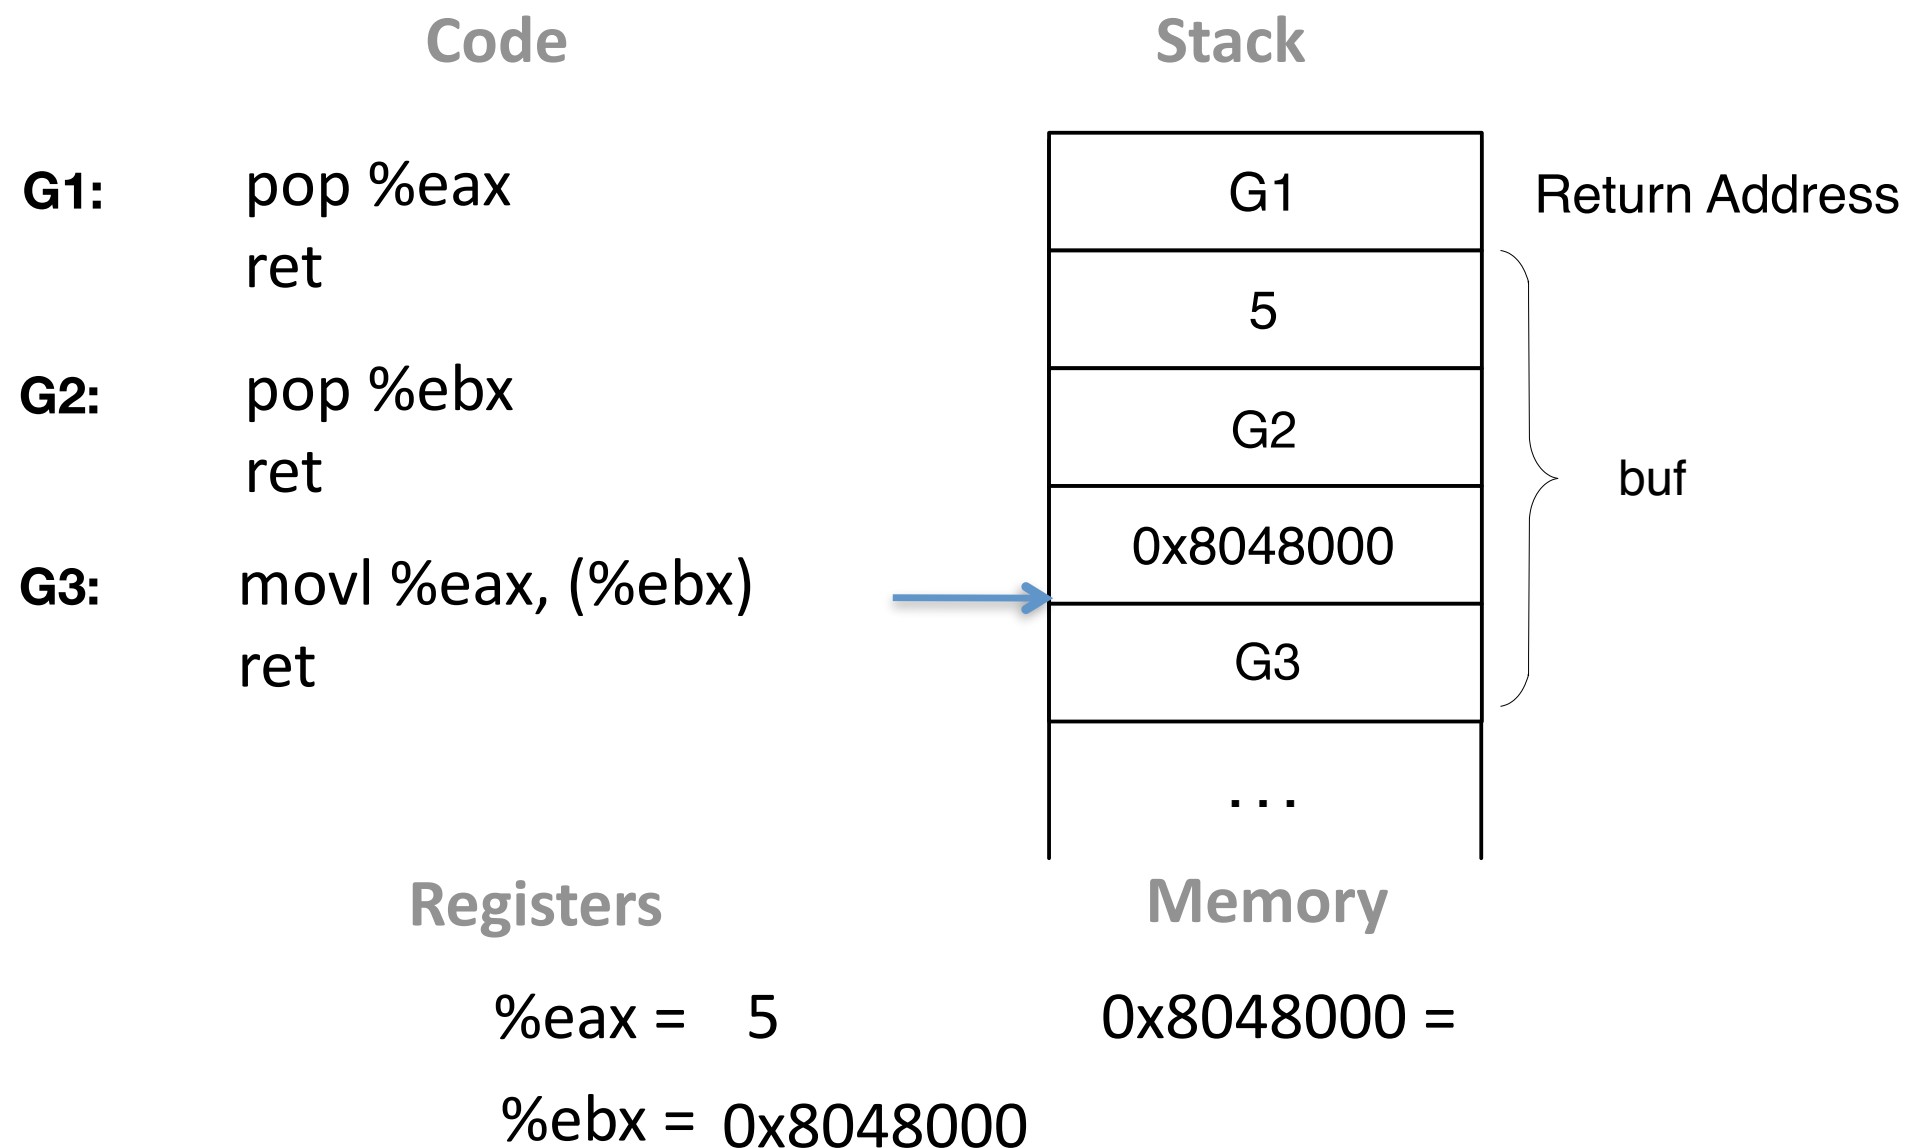 Code
Stack
G1: pop %eax
ret
G2: pop %ebx
ret
G3: movl %eax, (%ebx)
ret
G1
Return Address
5
G2
0x8048000
G3
. . .
buf
Registers
%eax = 5
%ebx = 0x8048000
Memory
0x8048000 =